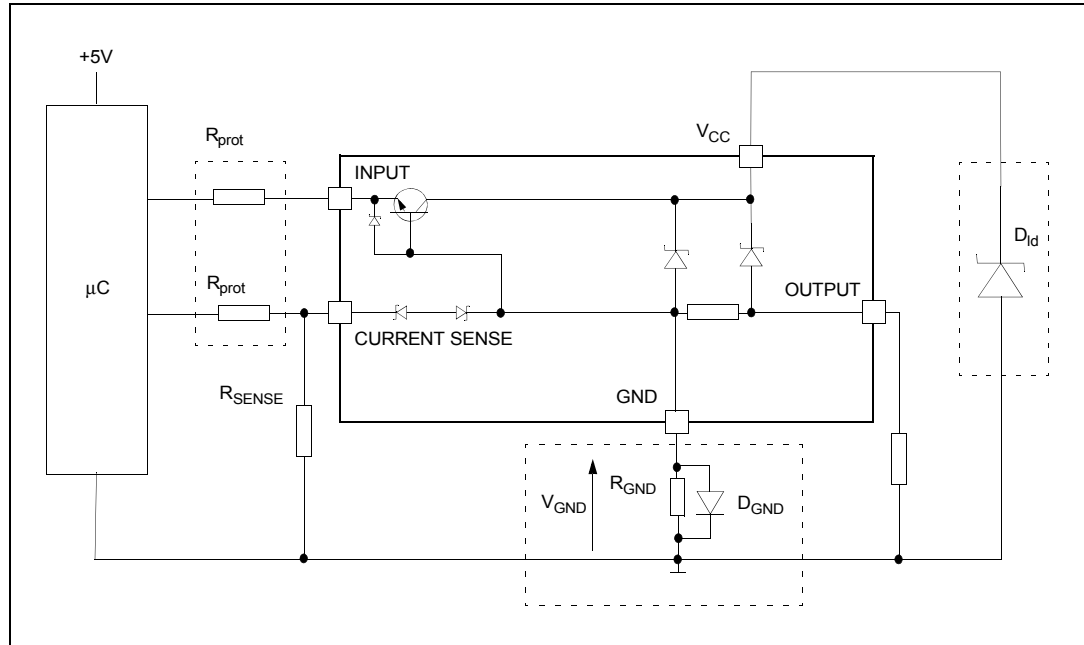 +5V
Rprot
VCC
INPUT
Dld
Rprot
μC
OUTPUT
CURRENT SENSE
RSENSE
GND
RGND
VGND
DGND